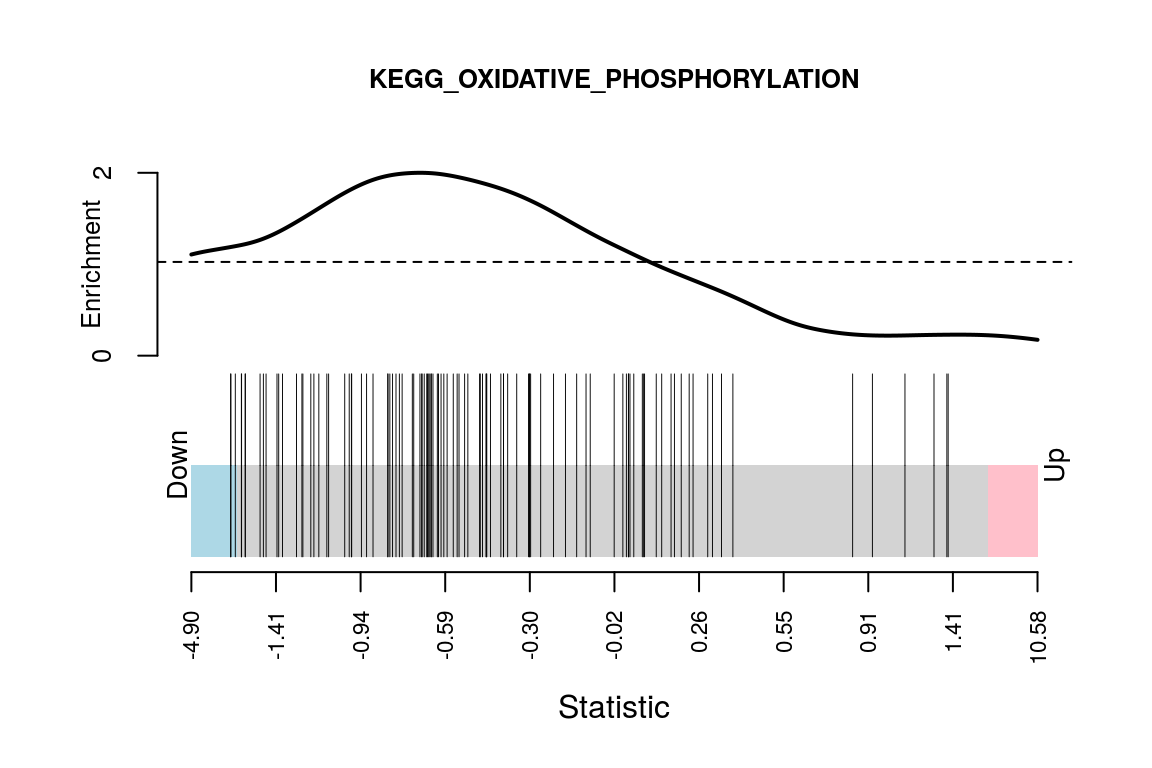 KEGG_OXIDATIVE_PHOSPHORYLATION
2
Enrichment
0
Down
Up
-4.90
-1.41
-0.94
-0.59
-0.30
-0.02
0.26
0.55
0.91
1.41
10.58
Statistic